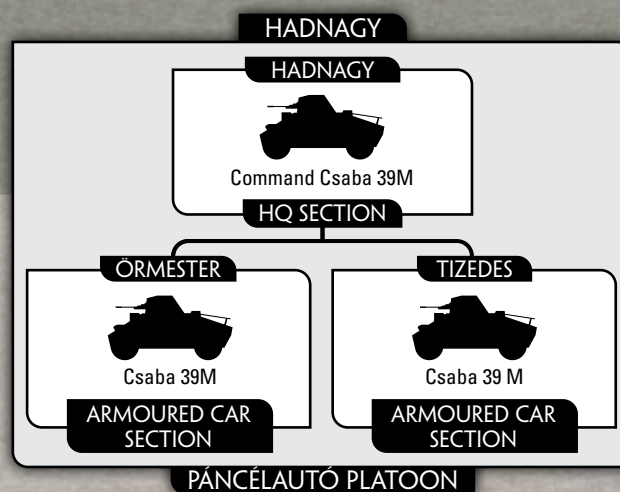 HADNAGY
HADNAGY
Command Csaba 39M
HQ SECTION
ÖRMESTER
Csaba 39M
ARMOURED CAR
SECTION
TIZEDES
Csaba 39 M
ARMOURED CAR
SECTION
PÁNCÉLAUTÓ PLATOON